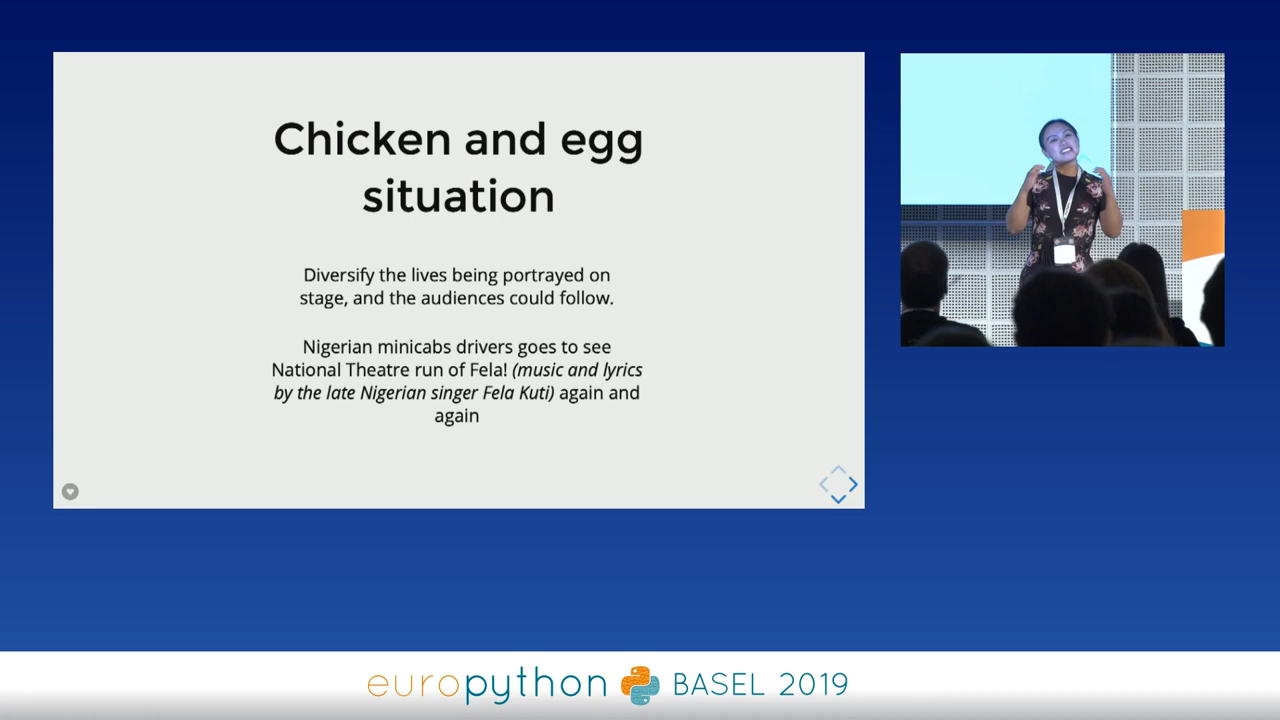 Chicken and egg
situation
Diversify the lives being portrayed on
stage, and the audiences could follow.
Nigerian minicabs drivers goes to see
National Theatre run of Fela! (music and lyrics
by the late Nigerian singer Fela Kuti) again and
again
europython BASEL 2019